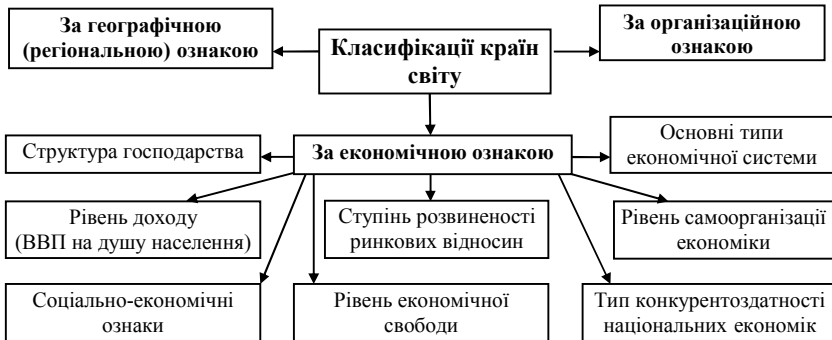 За географічною
(регіональною) ознакою
Класифікації країн
світу
За організаційною
ознакою
Структура господарства
За економічною ознакою
Основні типи
економічної системи
Рівень доходу
(ВВП на душу населення)
Ступінь розвиненості
ринкових відносин
Рівень самоорганізації
економіки
Соціально-економічні
ознаки
Рівень економічної
свободи
Тип конкурентоздатності
національних економік